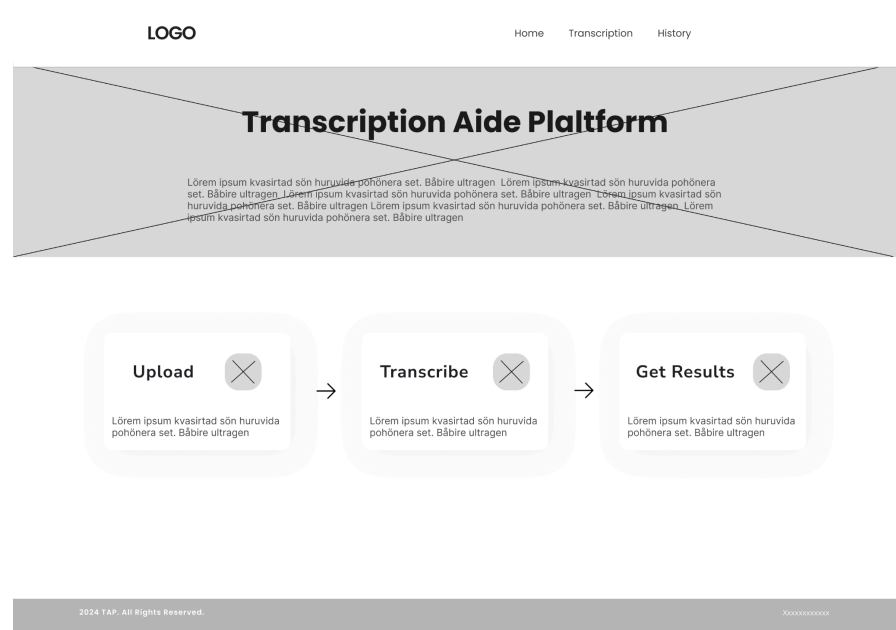 LOGO
Home Transcription History
Transcription Aide Plaltform
Lörem ipsum kvasirtad sön huruvida pohönera set. Båbire ultragen Lörem ipsum kvasirtad sön huruvida pohönera
set. Båbire ultragen Lörem ipsum kvasirtad sön huruvida pohönera set. Båbire ultragen Lörem ipsum kvasirtad sön
huruvida pohönera set. Båbire ultragen Lörem ipsum kvasirtad sön huruvida pohönera set. Båbire ultragen Lörem
ipsum kvasirtad sön huruvida pohönera set. Båbire ultragen
Upload
Lörem ipsum kvasirtad sön huruvida
pohönera set. Båbire ultragen
Transcribe
Lörem ipsum kvasirtad sön huruvida
pohönera set. Båbire ultragen
Get Results
Lörem ipsum kvasirtad sön huruvida
pohönera set. Båbire ultragen
2024 TAP. All Rights Reserved.
Xxxxxxxxxxxx